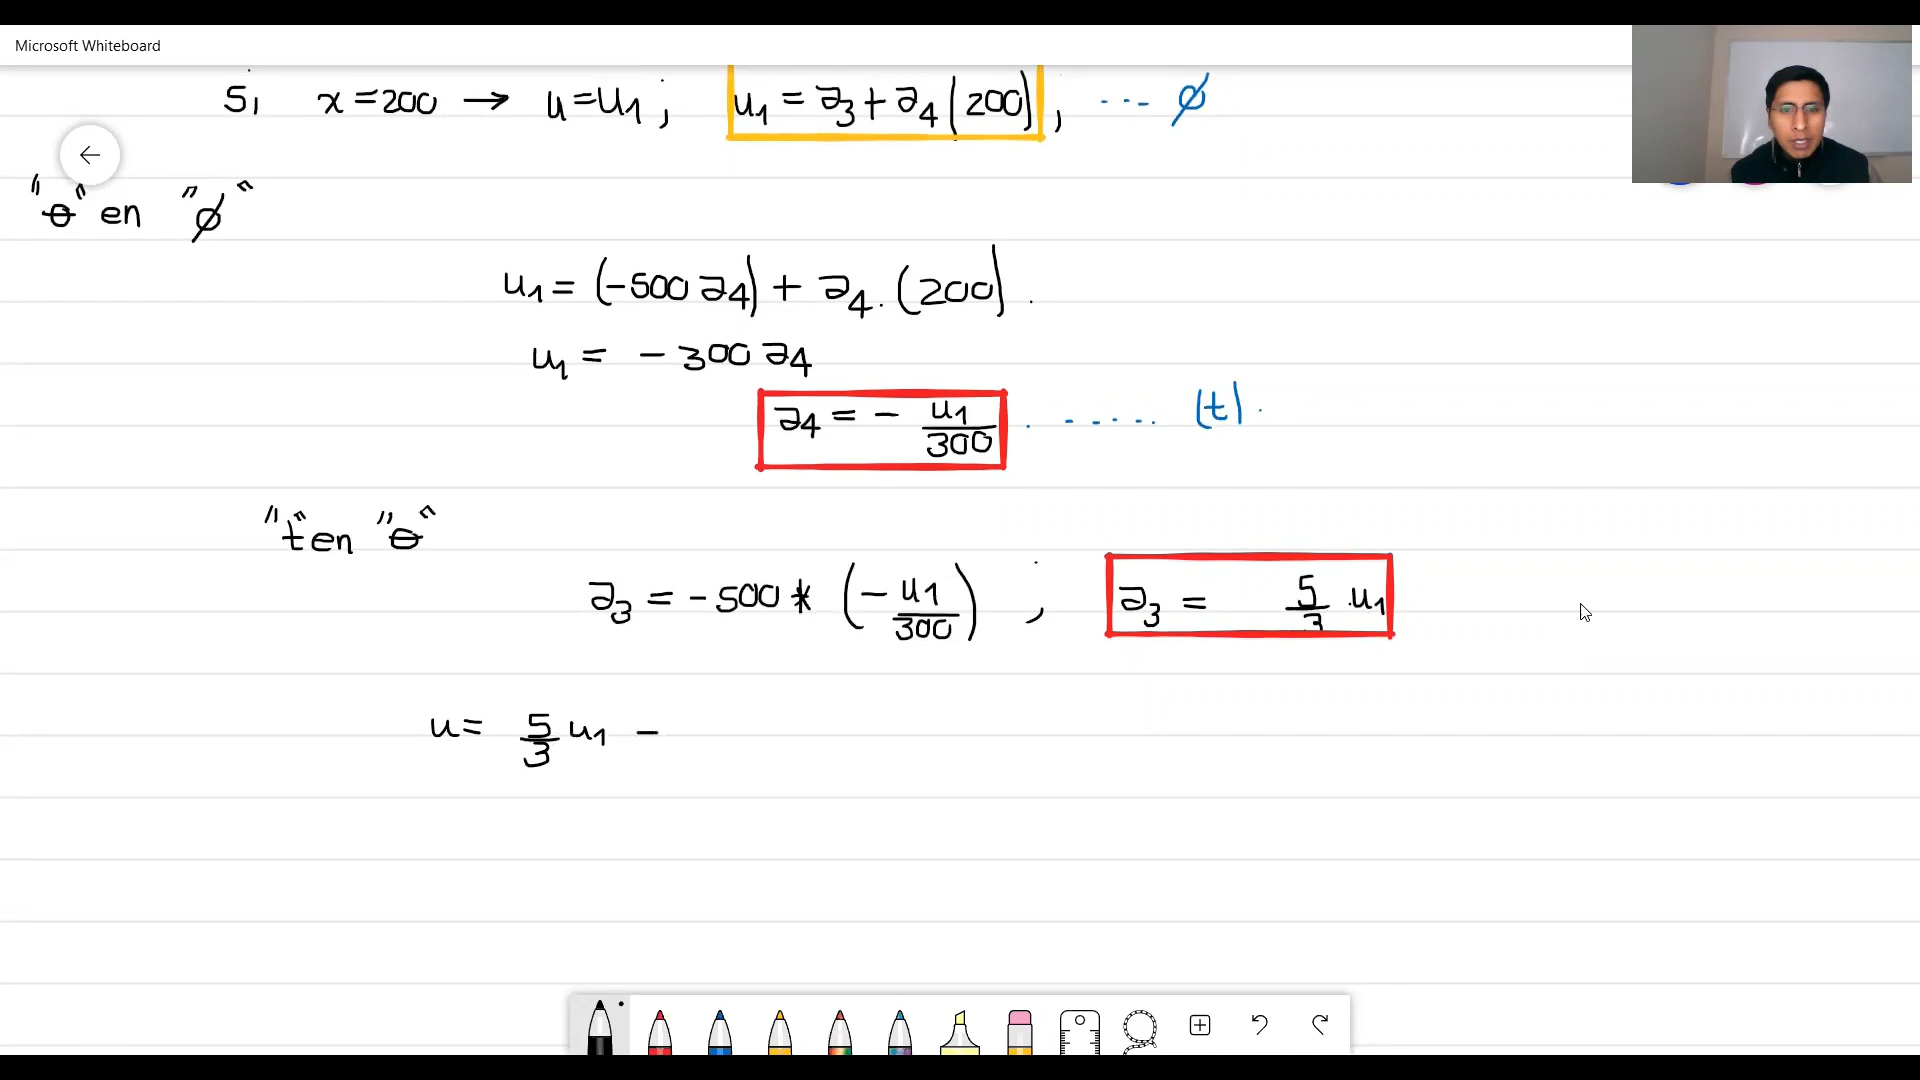 Microsoft Whiteboard
Si x = 200 → u = u1 ; u1 = a3 + a4 (200) , ... ø
"θ" en "ø"
u1 = (-500 a4) + a4 . (200) .
u1 = - 300 a4
a4 = - u1/300 . ..... (t) .
"t" en "θ"
a3 = -500 * (- u1/300) ; a3 = 5/3 . u1
u = 5/3 u1 -